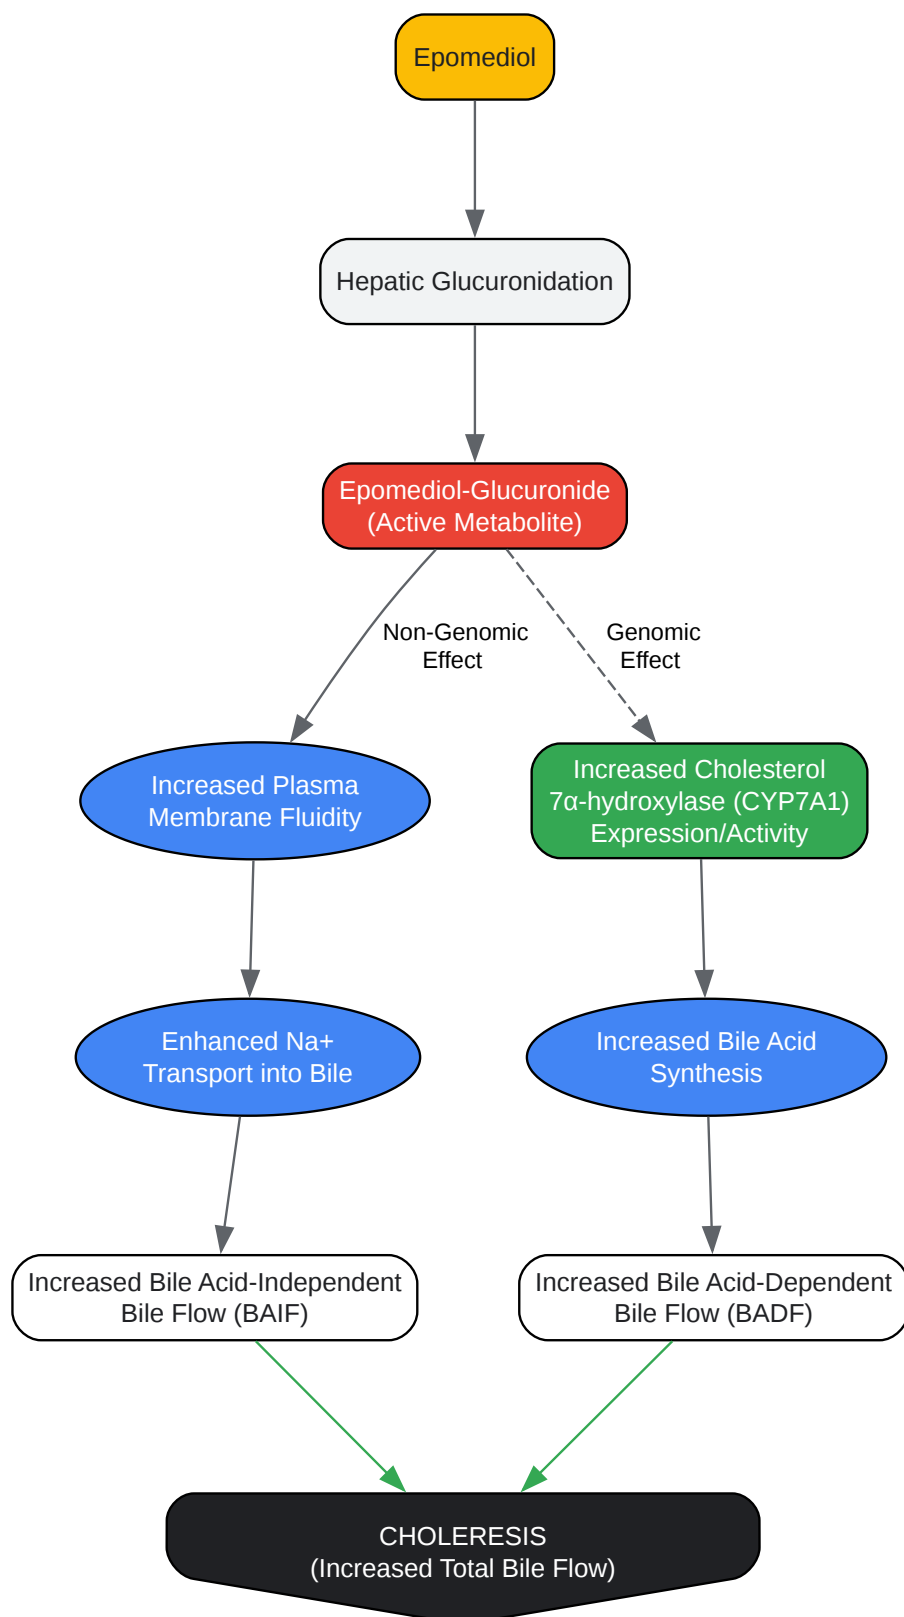 Epomediol
Hepatic Glucuronidation
Epomediol-Glucuronide
(Active Metabolite)
Non-Genomic
Effect
Genomic
Effect
Increased Plasma
Membrane Fluidity
Increased Cholesterol
7α-hydroxylase (CYP7A1)
Expression/Activity
Enhanced Na+
Transport into Bile
Increased Bile Acid
Synthesis
Increased Bile Acid-Independent
Bile Flow (BAIF)
Increased Bile Acid-Dependent
Bile Flow (BADF)
CHOLERESIS
(Increased Total Bile Flow)